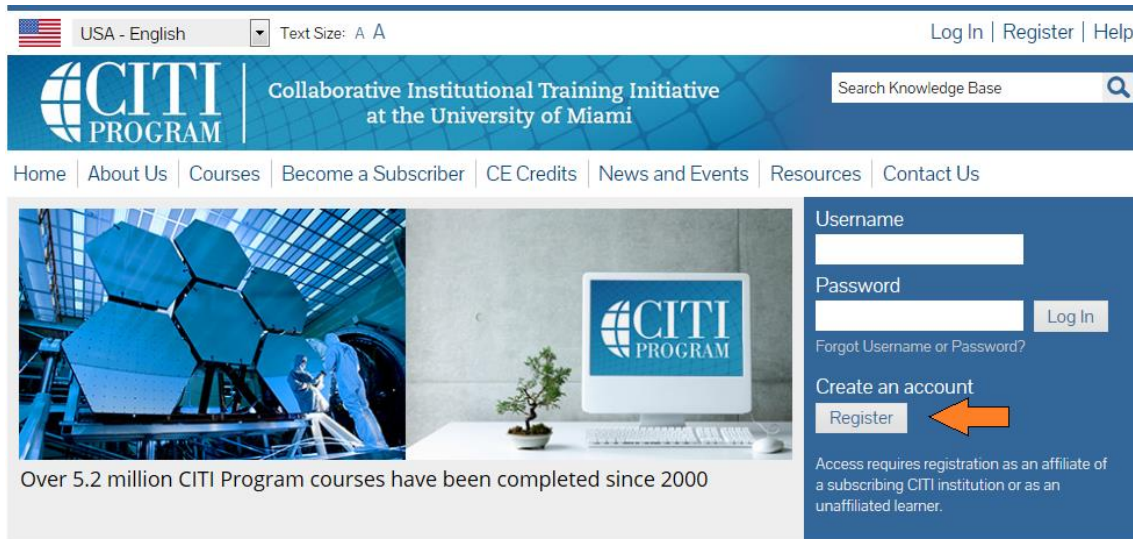 USA - English
Text Size: A A
Log In | Register | Help
CITI
PROGRAM
Collaborative Institutional Training Initiative
at the University of Miami
Search Knowledge Base
Home | About Us | Courses | Become a Subscriber | CE Credits | News and Events | Resources | Contact Us
CITI
PROGRAM
Over 5.2 million CITI Program courses have been completed since 2000
Username
Password
Log In
Forgot Username or Password?
Create an account
Register
Access requires registration as an affiliate of
a subscribing CITI institution or as an
unaffiliated learner.